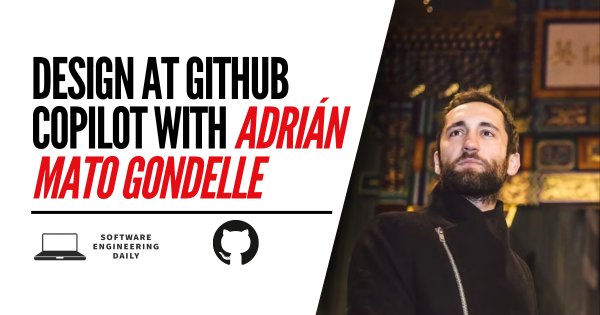 DESIGN AT GITHUB
COPILOT WITH ADRIÁN
MATO GONDELLE
SOFTWARE
ENGINEERING
DAILY